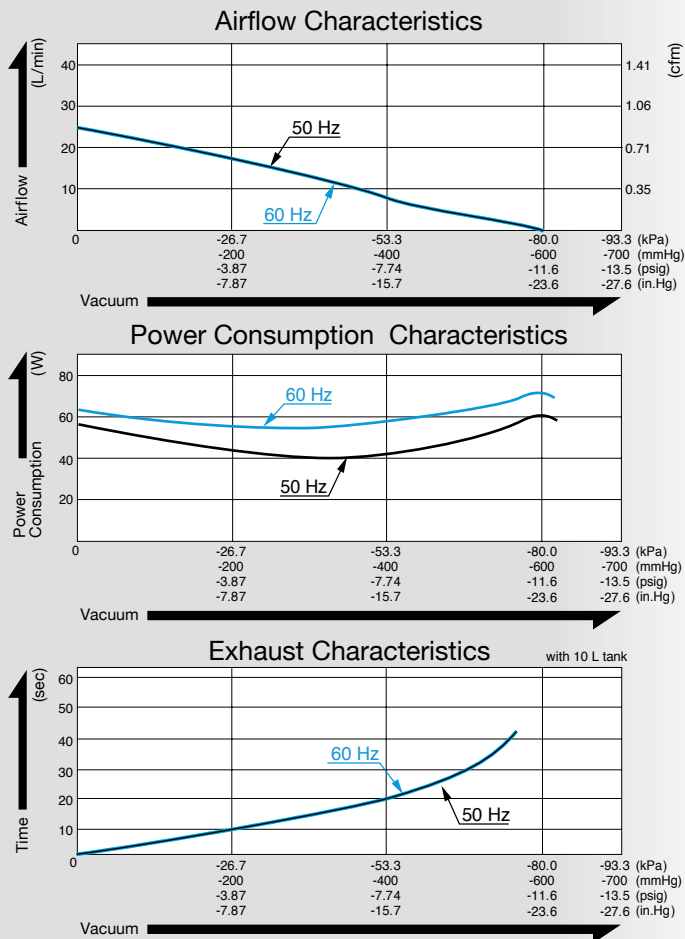 Airflow Characteristics
(L/min)
(cfm)
Airflow
40
30
20
10
1.41
1.06
0.71
0.35
50 Hz
60 Hz
0 -26.7 -53.3 -80.0 -93.3 (kPa)
-200 -400 -600 -700 (mmHg)
-3.87 -7.74 -11.6 -13.5 (psig)
-7.87 -15.7 -23.6 -27.6 (in.Hg)
Vacuum
Power Consumption Characteristics
(W)
Power
Consumption
80
60
40
20
60 Hz
50 Hz
0 -26.7 -53.3 -80.0 -93.3 (kPa)
-200 -400 -600 -700 (mmHg)
-3.87 -7.74 -11.6 -13.5 (psig)
-7.87 -15.7 -23.6 -27.6 (in.Hg)
Vacuum
Exhaust Characteristics
with 10 L tank
(sec)
Time
60
50
40
30
20
10
60 Hz
50 Hz
0 -26.7 -53.3 -80.0 -93.3 (kPa)
-200 -400 -600 -700 (mmHg)
-3.87 -7.74 -11.6 -13.5 (psig)
-7.87 -15.7 -23.6 -27.6 (in.Hg)
Vacuum